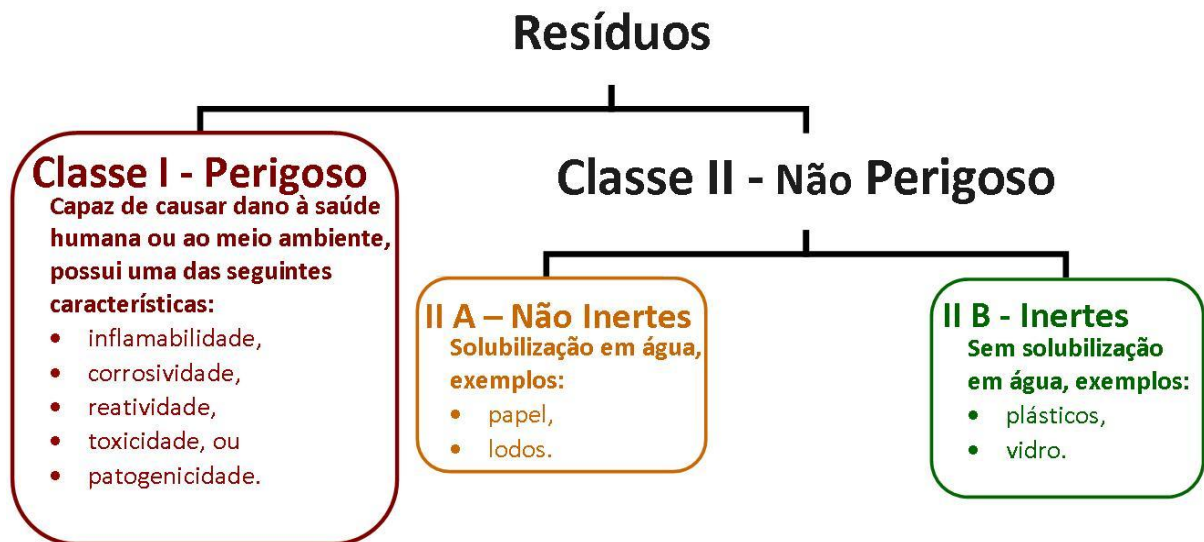 Resíduos
Classe I - Perigoso
Capaz de causar dano à saúde
humana ou ao meio ambiente,
possui uma das seguintes
características:
• inflamabilidade,
• corrosividade,
• reatividade,
• toxicidade, ou
• patogenicidade.
Classe II - Não Perigoso
II A – Não Inertes
Solubilização em água,
exemplos:
• papel,
• lodos.
II B - Inertes
Sem solubilização
em água, exemplos:
• plásticos,
• vidro.